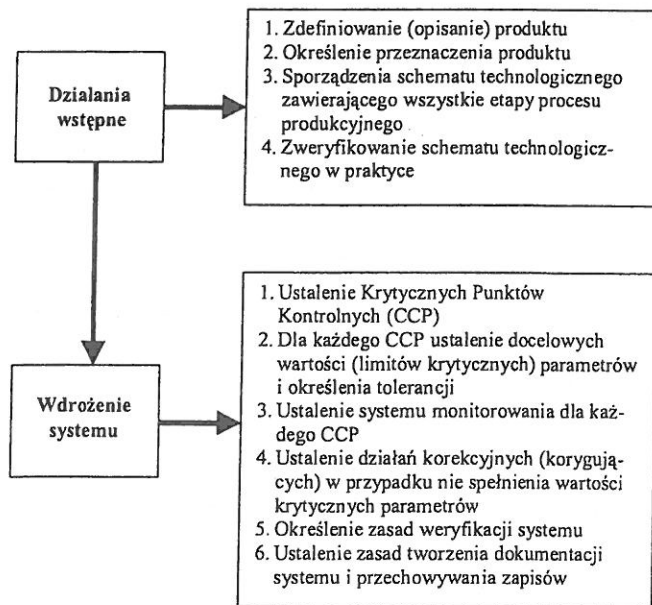 Działania
wstępne
1. Zdefiniowanie (opisanie) produktu
2. Określenie przeznaczenia produktu
3. Sporządzenia schematu technologicznego
zawierającego wszystkie etapy procesu
produkcyjnego
4. Zweryfikowanie schematu technologicz-
nego w praktyce
Wdrożenie
systemu
1. Ustalenie Krytycznych Punktów
Kontrolnych (CCP)
2. Dla każdego CCP ustalenie docelowych
wartości (limitów krytycznych) parametrów
i określenia tolerancji
3. Ustalenie systemu monitorowania dla każ-
dego CCP
4. Ustalenie działań korekcyjnych (korygują-
cych) w przypadku nie spełnienia wartości
krytycznych parametrów
5. Określenie zasad weryfikacji systemu
6. Ustalenie zasad tworzenia dokumentacji
systemu i przechowywania zapisów